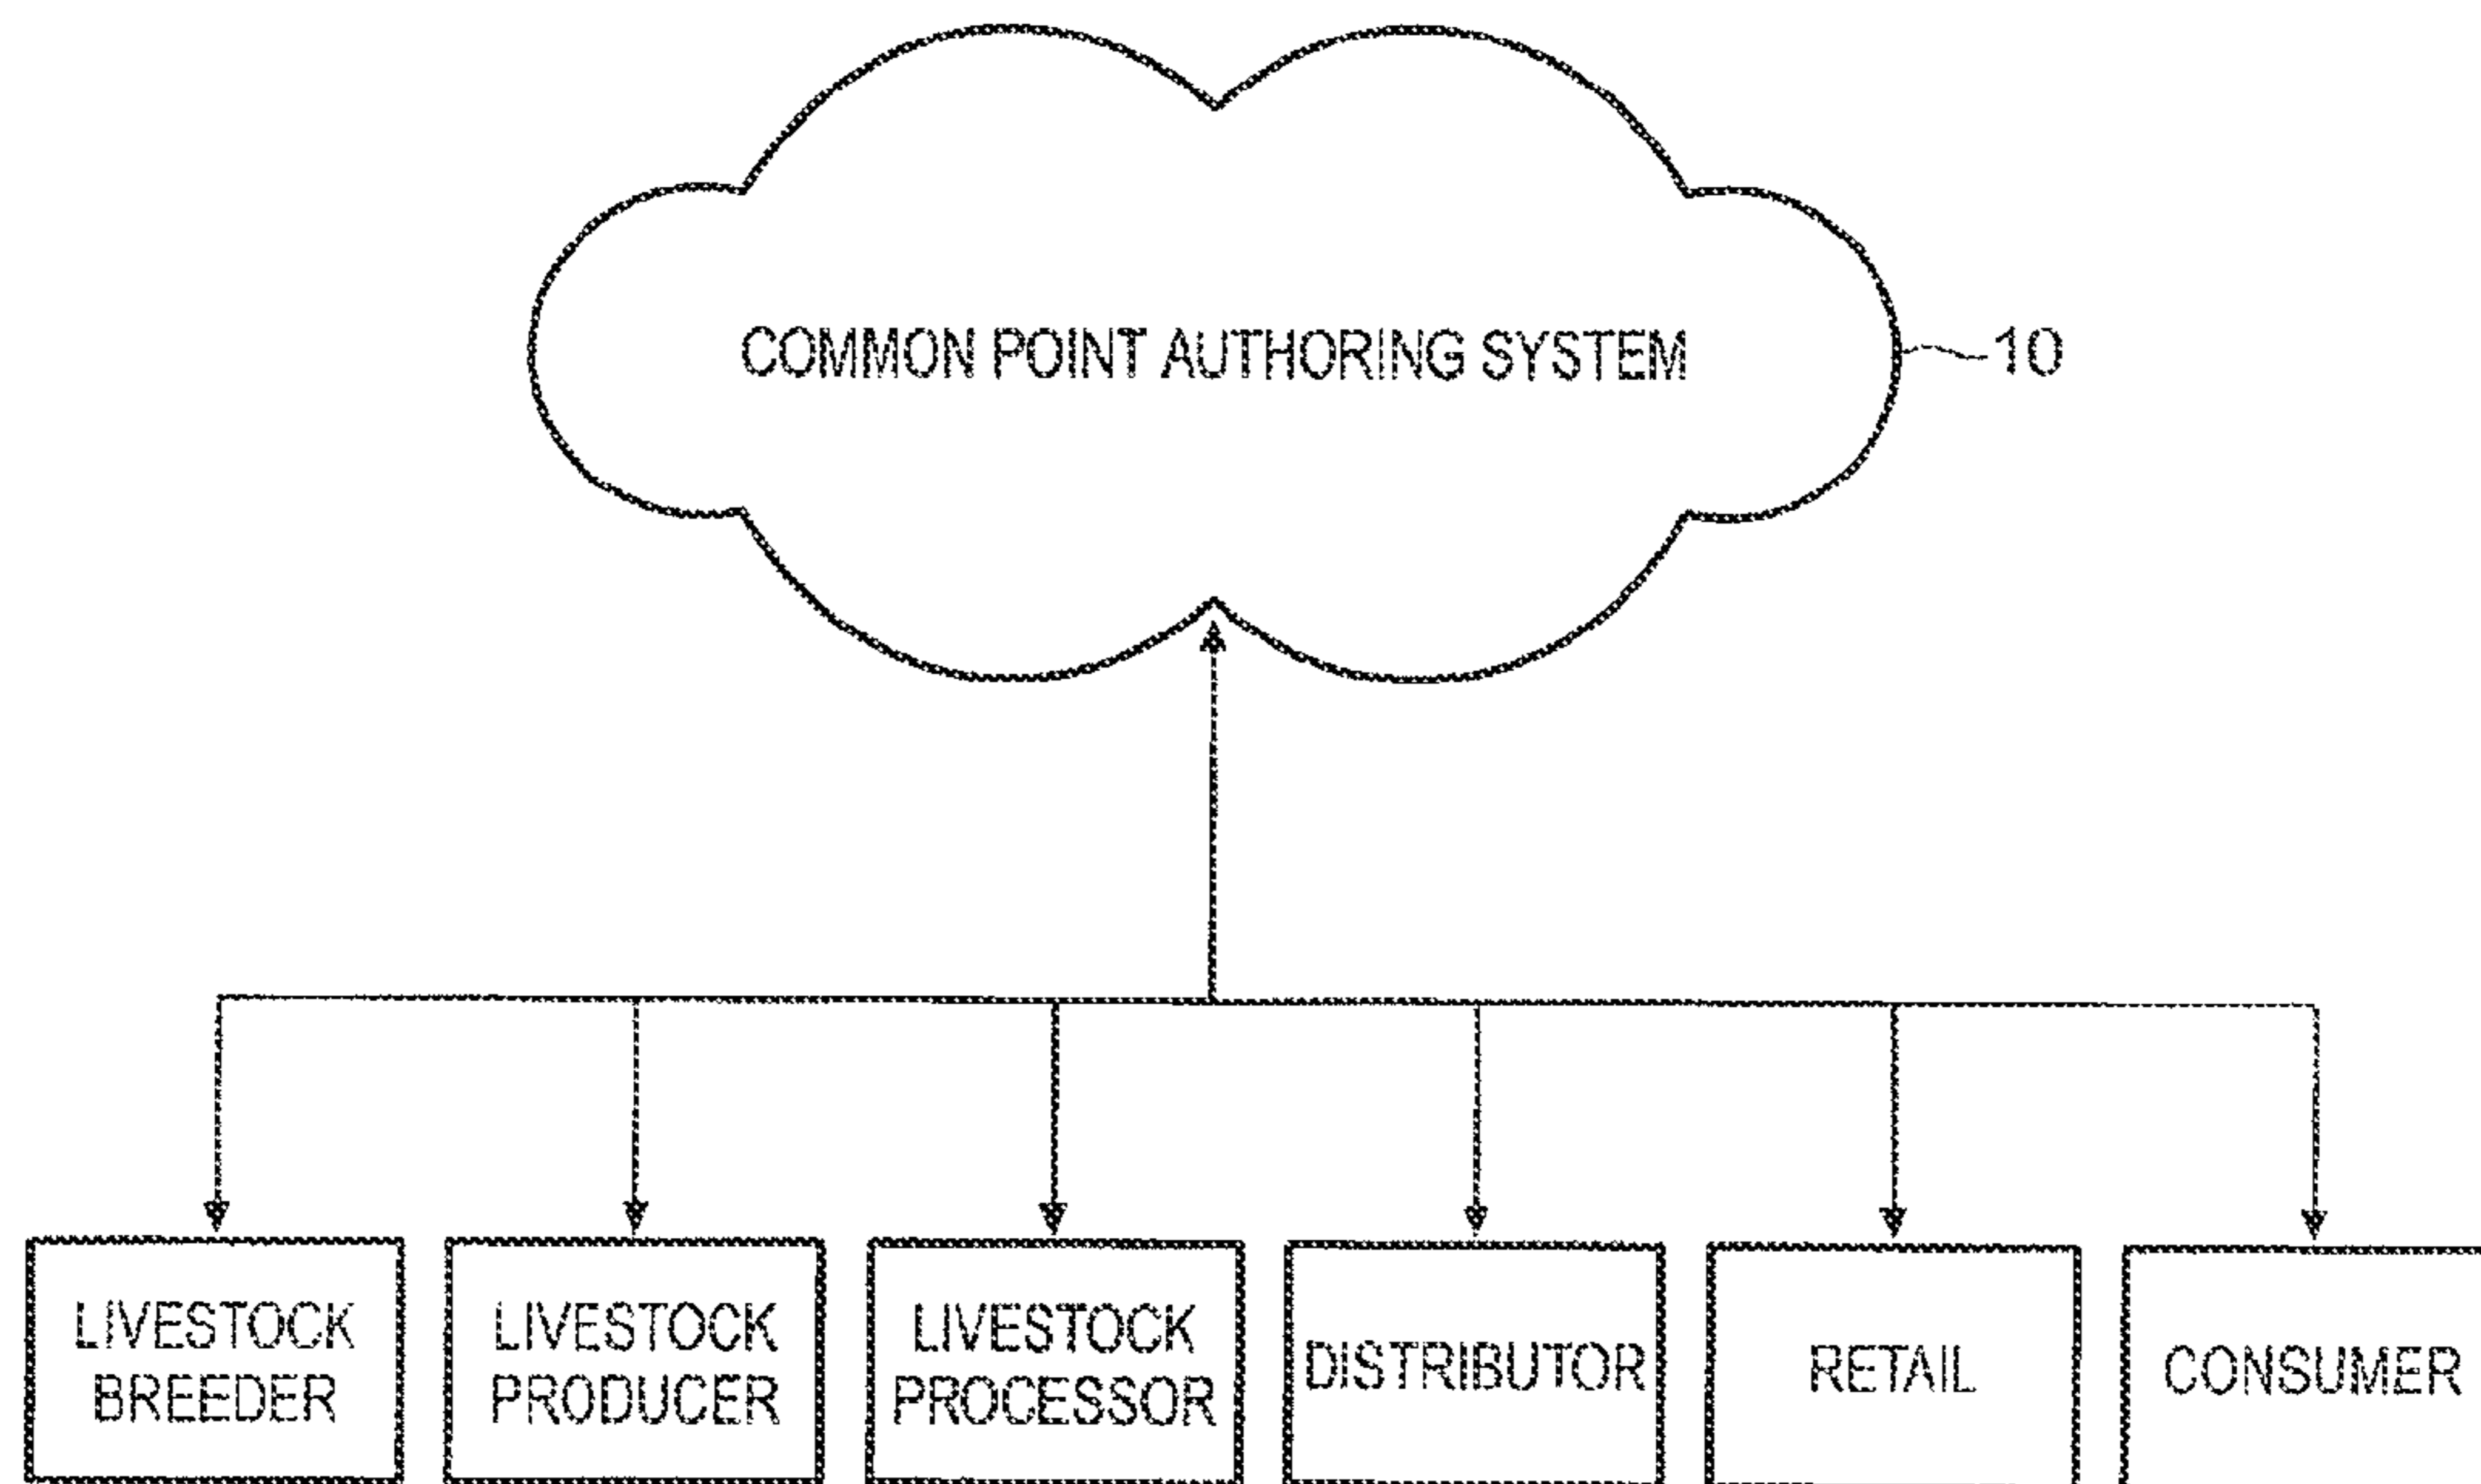 COMMON POINT AUTHORING SYSTEM
10
LIVESTOCK
BREEDER
LIVESTOCK
PRODUCER
LIVESTOCK
PROCESSOR
DISTRIBUTOR
RETAIL
CONSUMER